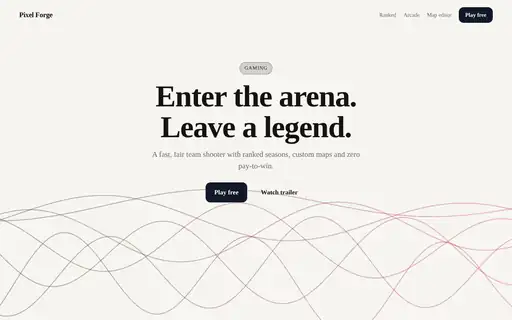 Pixel Forge
Ranked Arcade Map editor Play free
GAMING
Enter the arena.
Leave a legend.
A fast, fair team shooter with ranked seasons, custom maps and zero
pay-to-win.
Play free Watch trailer